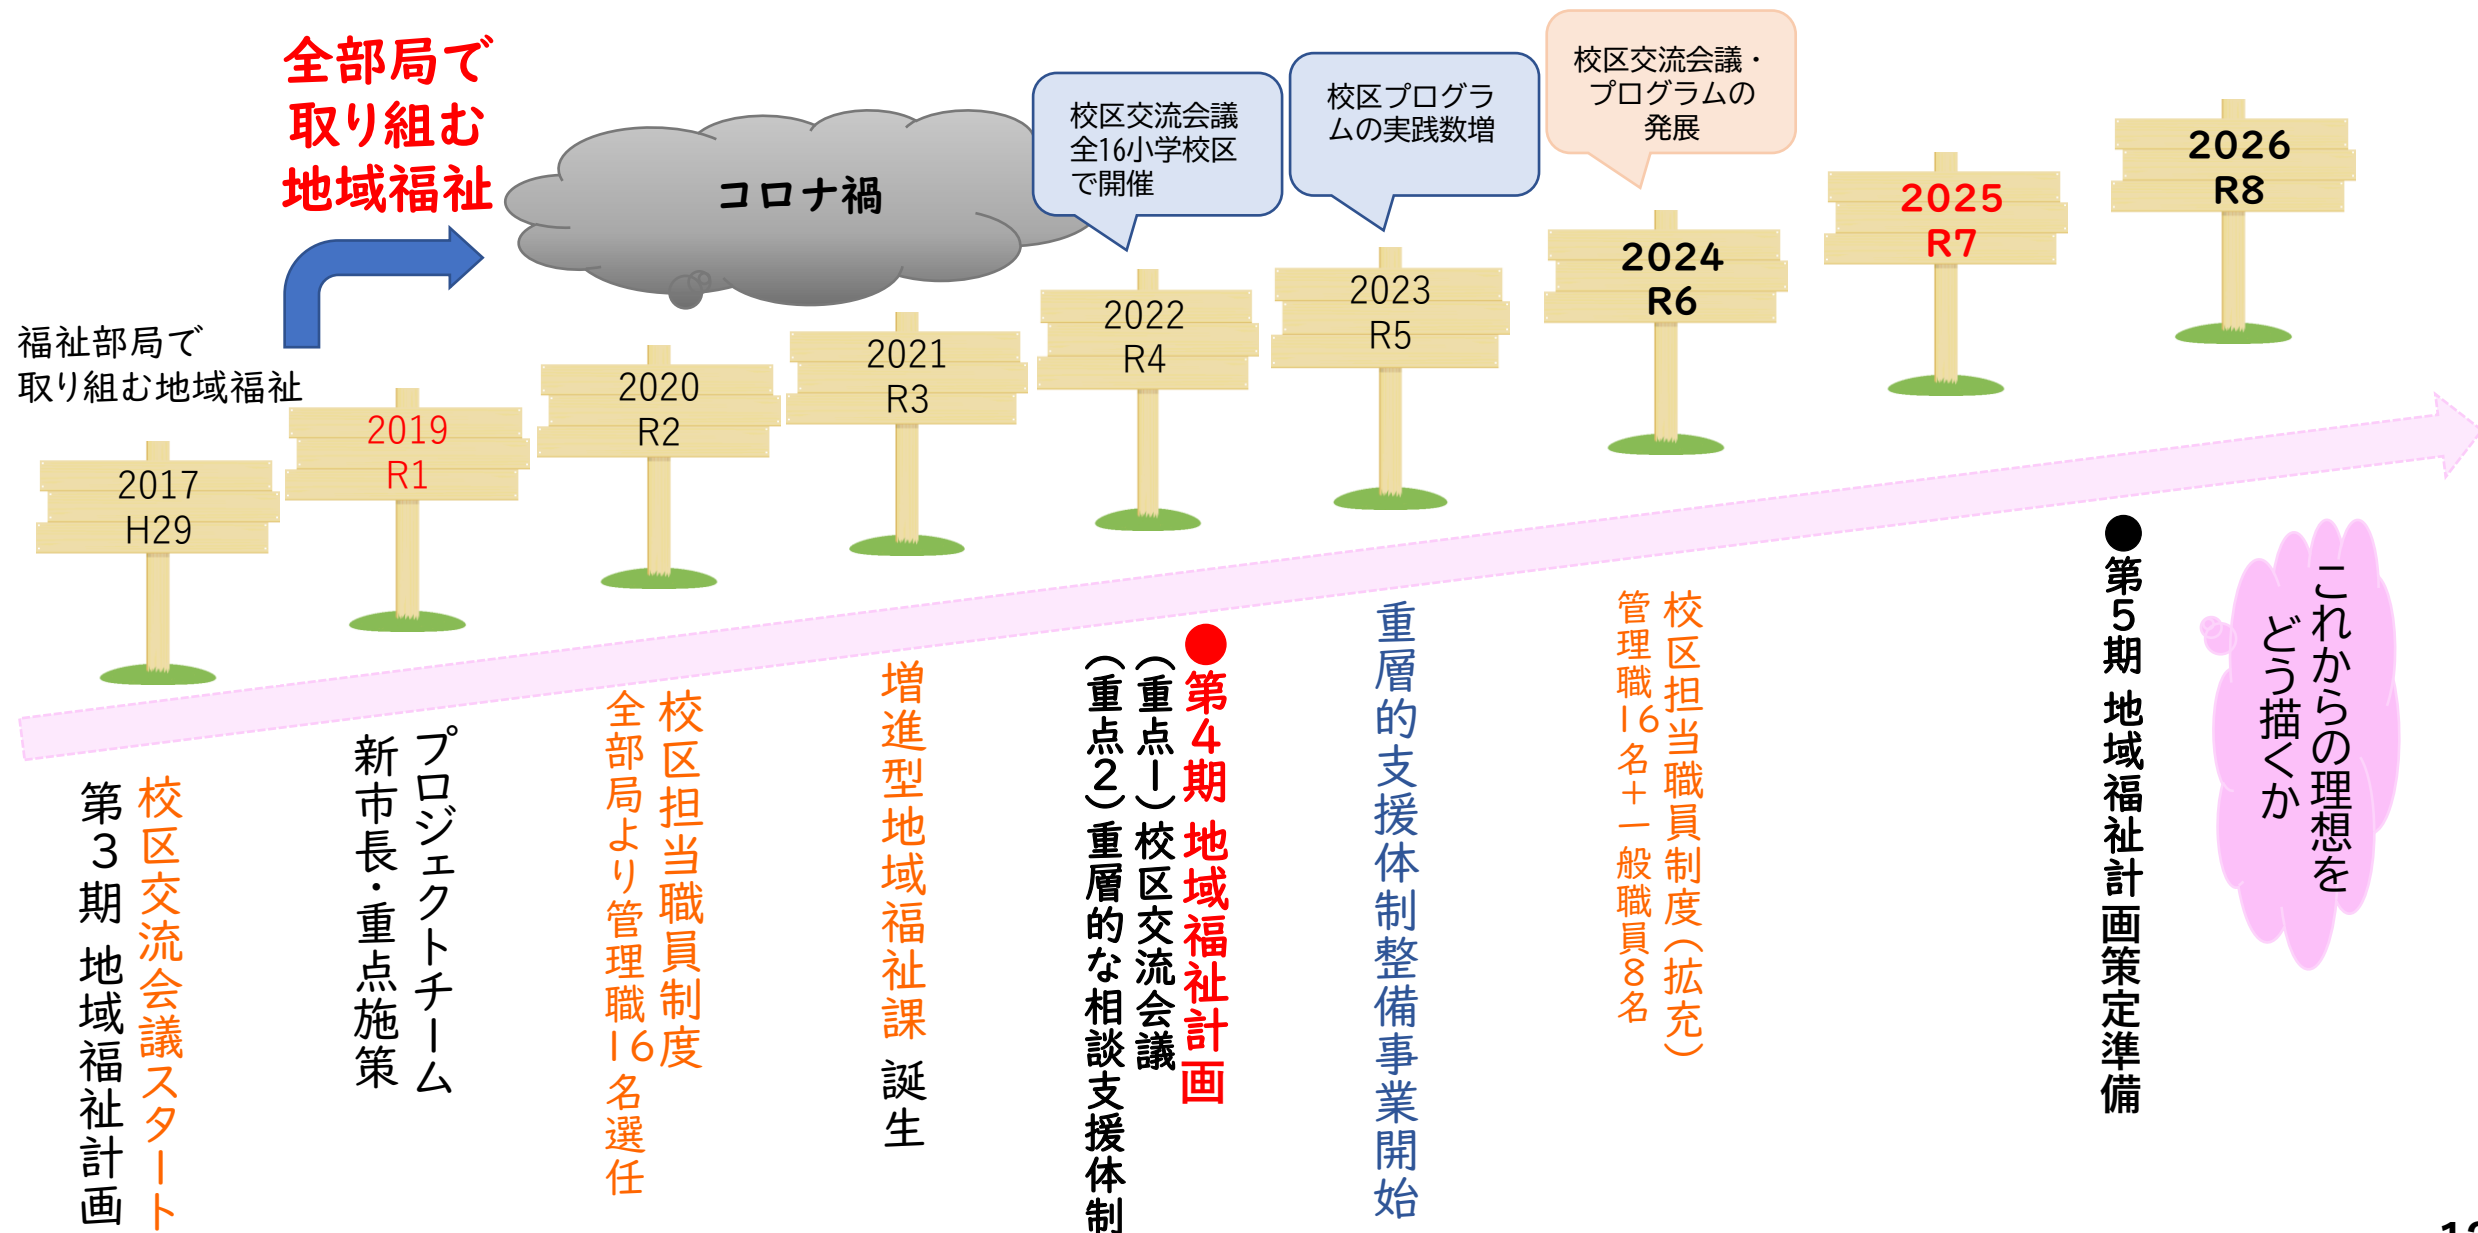 全部局で
取り組む
地域福祉
福祉部局で
取り組む地域福祉
コロナ禍
校区交流会議
全16小学校区
で開催
校区プログラ
ムの実践数増
校区交流会議・
プログラムの
発展
2017
H29
2019
R1
2020
R2
2021
R3
2022
R4
2023
R5
2024
R6
2025
R7
2026
R8
校区交流会議スタート
第3期 地域福祉計画
プロジェクトチーム
新市長・重点施策
校区担当職員制度
全部局より管理職16名選任
増進型地域福祉課 誕生
●第4期 地域福祉計画
(重点1)校区交流会議
(重点2)重層的な相談支援体制
重層的支援体制整備事業開始
校区担当職員制度(拡充)
管理職16名+一般職員8名
●第5期 地域福祉計画策定準備
これからの理想を
どう描くか